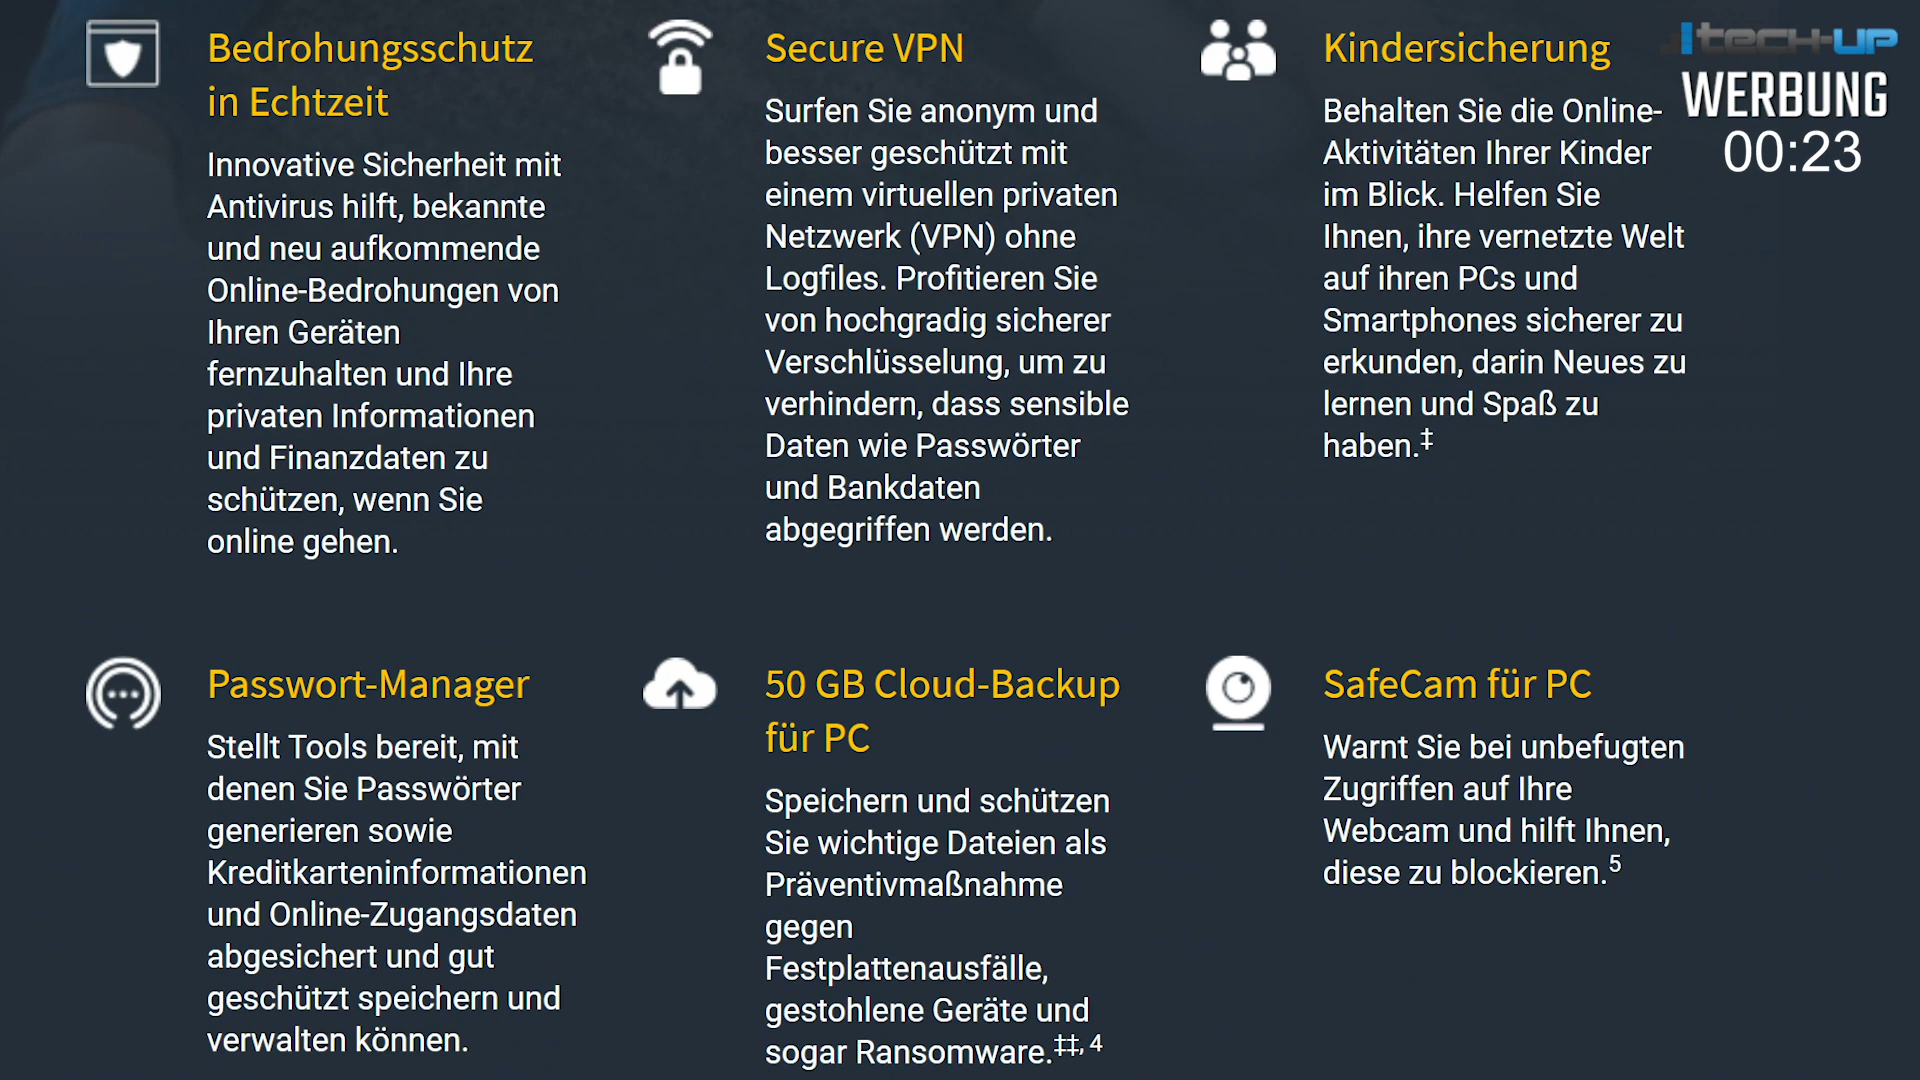 Bedrohungsschutz
in Echtzeit
Innovative Sicherheit mit
Antivirus hilft, bekannte
und neu aufkommende
Online-Bedrohungen von
Ihren Geräten
fernzuhalten und Ihre
privaten Informationen
und Finanzdaten zu
schützen, wenn Sie
online gehen.
Secure VPN
Surfen Sie anonym und
besser geschützt mit
einem virtuellen privaten
Netzwerk (VPN) ohne
Logfiles. Profitieren Sie
von hochgradig sicherer
Verschlüsselung, um zu
verhindern, dass sensible
Daten wie Passwörter
und Bankdaten
abgegriffen werden.
Kindersicherung
Behalten Sie die Online-
Aktivitäten Ihrer Kinder
im Blick. Helfen Sie
Ihnen, ihre vernetzte Welt
auf ihren PCs und
Smartphones sicherer zu
erkunden, darin Neues zu
lernen und Spaß zu
haben.‡
tech-up
WERBUNG
00:23
Passwort-Manager
Stellt Tools bereit, mit
denen Sie Passwörter
generieren sowie
Kreditkarteninformationen
und Online-Zugangsdaten
abgesichert und gut
geschützt speichern und
verwalten können.
50 GB Cloud-Backup
für PC
Speichern und schützen
Sie wichtige Dateien als
Präventivmaßnahme
gegen
Festplattenausfälle,
gestohlene Geräte und
sogar Ransomware.‡‡, 4
SafeCam für PC
Warnt Sie bei unbefugten
Zugriffen auf Ihre
Webcam und hilft Ihnen,
diese zu blockieren.5